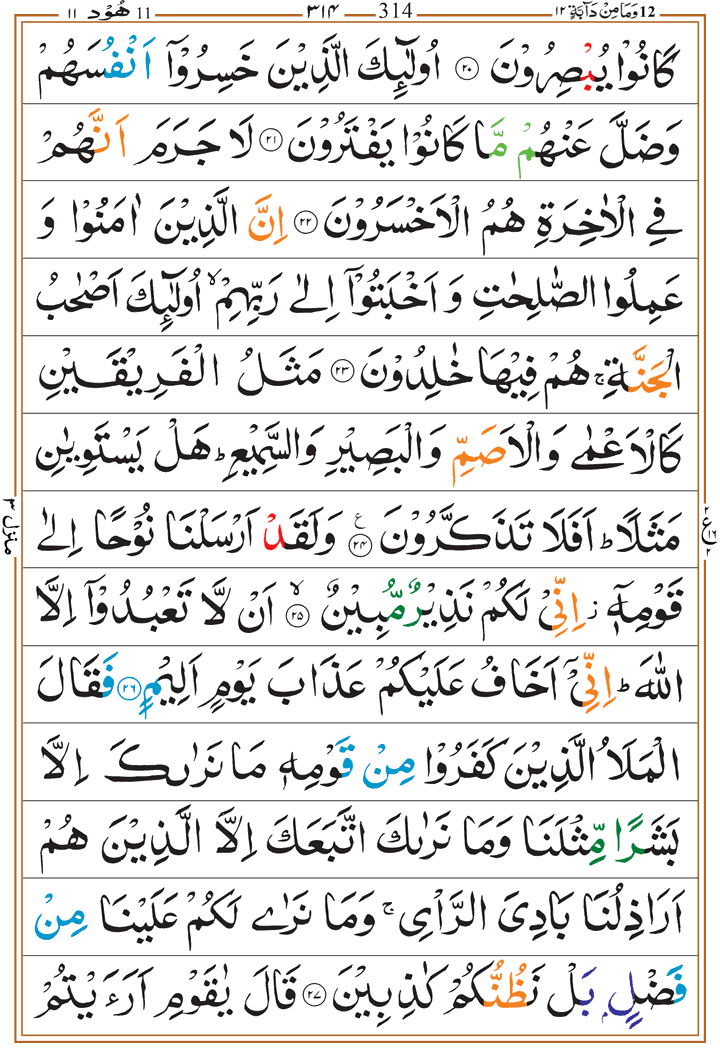 12 وَمَا مِنْ دَآبَّةٍ ١٢ 314 ٣١٤ 11 هُوْد ١١
كَانُوْا يُبْصِرُوْنَ ۟٢٠ اُولٰٓئِكَ الَّذِيْنَ خَسِرُوْۤا اَنْفُسَهُمْ
وَضَلَّ عَنْهُمْ مَّا كَانُوْا يَفْتَرُوْنَ ٢١ لَا جَرَمَ اَنَّهُمْ
فِي الْاٰخِرَةِ هُمُ الْاَخْسَرُوْنَ ٢٢ اِنَّ الَّذِيْنَ اٰمَنُوْا وَ
عَمِلُوا الصّٰلِحٰتِ وَ اَخْبَتُوْۤا اِلٰى رَبِّهِمْ ۙ اُولٰٓئِكَ اَصْحٰبُ
الْجَنَّةِ ۚ هُمْ فِيْهَا خٰلِدُوْنَ ٢٣ مَثَلُ الْفَرِيْقَيْنِ
كَالْاَعْمٰى وَالْاَصَمِّ وَالْبَصِيْرِ وَالسَّمِيْعِ ؕ هَلْ يَسْتَوِيٰنِ
مَثَلًا ؕ اَفَلَا تَذَكَّرُوْنَ ٢٤ ع وَلَقَدْ اَرْسَلْنَا نُوْحًا اِلٰى
قَوْمِهٖۤ ؗ اِنِّيْ لَكُمْ نَذِيْرٌ مُّبِيْنٌ ۙ ٢٥ اَنْ لَّا تَعْبُدُوْۤا اِلَّا
اللّٰهَ ؕ اِنِّيْۤ اَخَافُ عَلَيْكُمْ عَذَابَ يَوْمٍ اَلِيْمٍ ٢٦ فَقَالَ
الْمَلَاُ الَّذِيْنَ كَفَرُوْا مِنْ قَوْمِهٖ مَا نَرٰىكَ اِلَّا
بَشَرًا مِّثْلَنَا وَمَا نَرٰىكَ اتَّبَعَكَ اِلَّا الَّذِيْنَ هُمْ
اَرَاذِلُنَا بَادِيَ الرَّاْيِ ۚ وَمَا نَرٰى لَكُمْ عَلَيْنَا مِنْ
فَضْلٍۭ بَلْ نَظُنُّكُمْ كٰذِبِيْنَ ٢٧ قَالَ يٰقَوْمِ اَرَءَيْتُمْ
منزل ٣